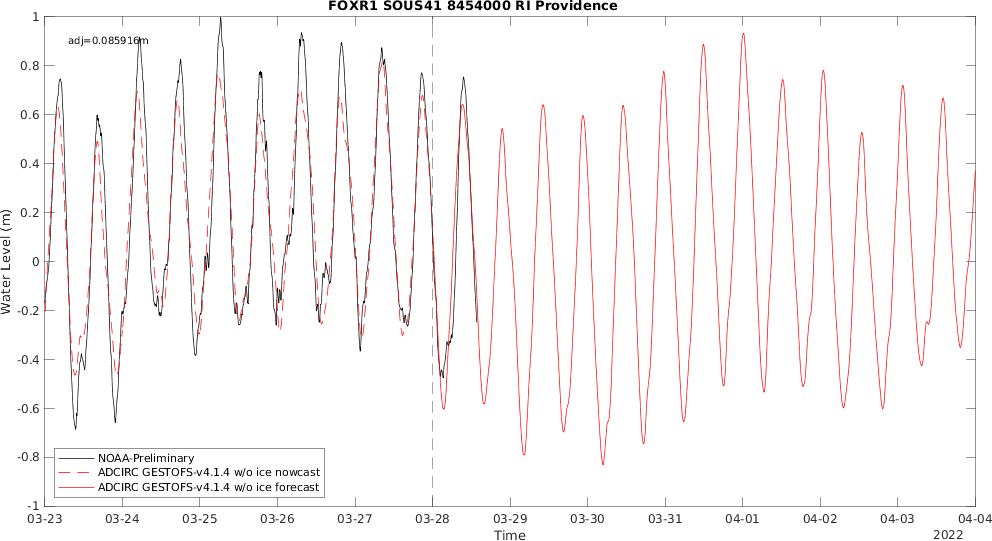 FOXR1 SOUS41 8454000 RI Providence
adj=0.085916m
1
0.8
0.6
0.4
0.2
0
-0.2
-0.4
-0.6
-0.8
-1
Water Level (m)
NOAA-Preliminary
ADCIRC GESTOFS-v4.1.4 w/o ice nowcast
ADCIRC GESTOFS-v4.1.4 w/o ice forecast
03-23 03-24 03-25 03-26 03-27 03-28 03-29 03-30 03-31 04-01 04-02 04-03 04-04
Time
2022